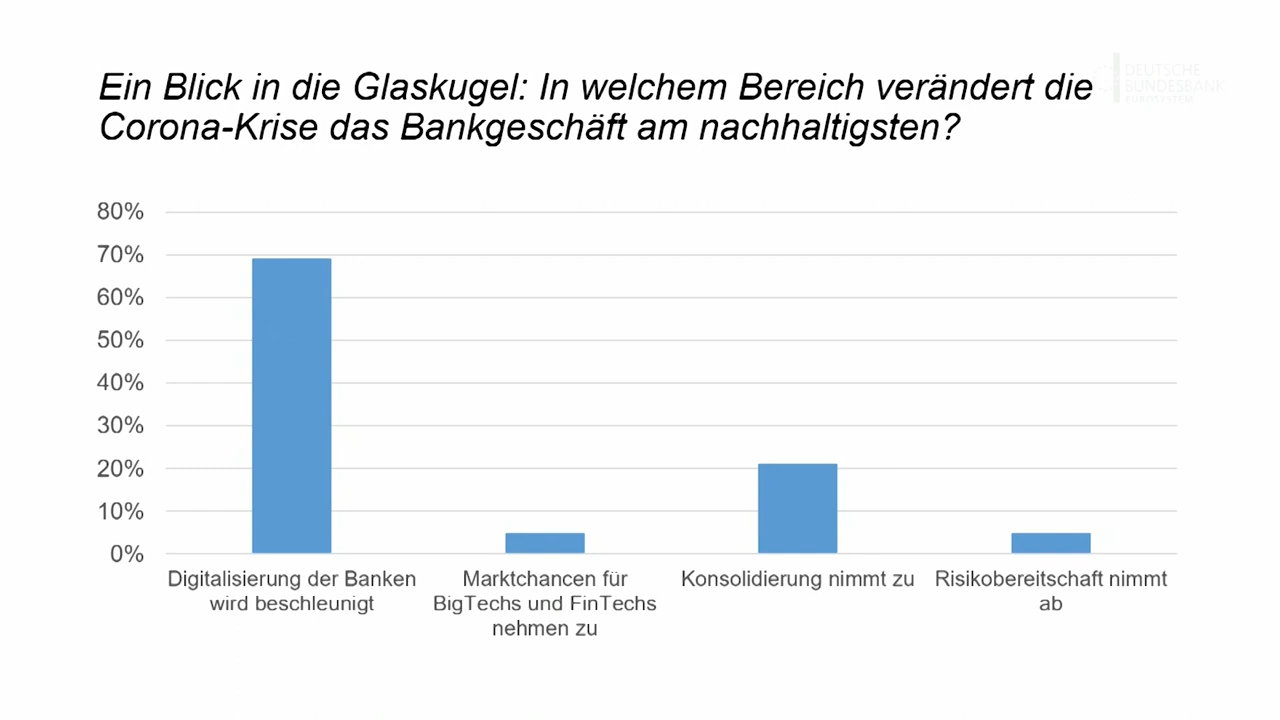 DEUTSCHE
BUNDESBANK
EUROSYSTEM
Ein Blick in die Glaskugel: In welchem Bereich verändert die
Corona-Krise das Bankgeschäft am nachhaltigsten?
80%
70%
60%
50%
40%
30%
20%
10%
0%
Digitalisierung der Banken
wird beschleunigt
Marktchancen für
BigTechs und FinTechs
nehmen zu
Konsolidierung nimmt zu
Risikobereitschaft nimmt
ab